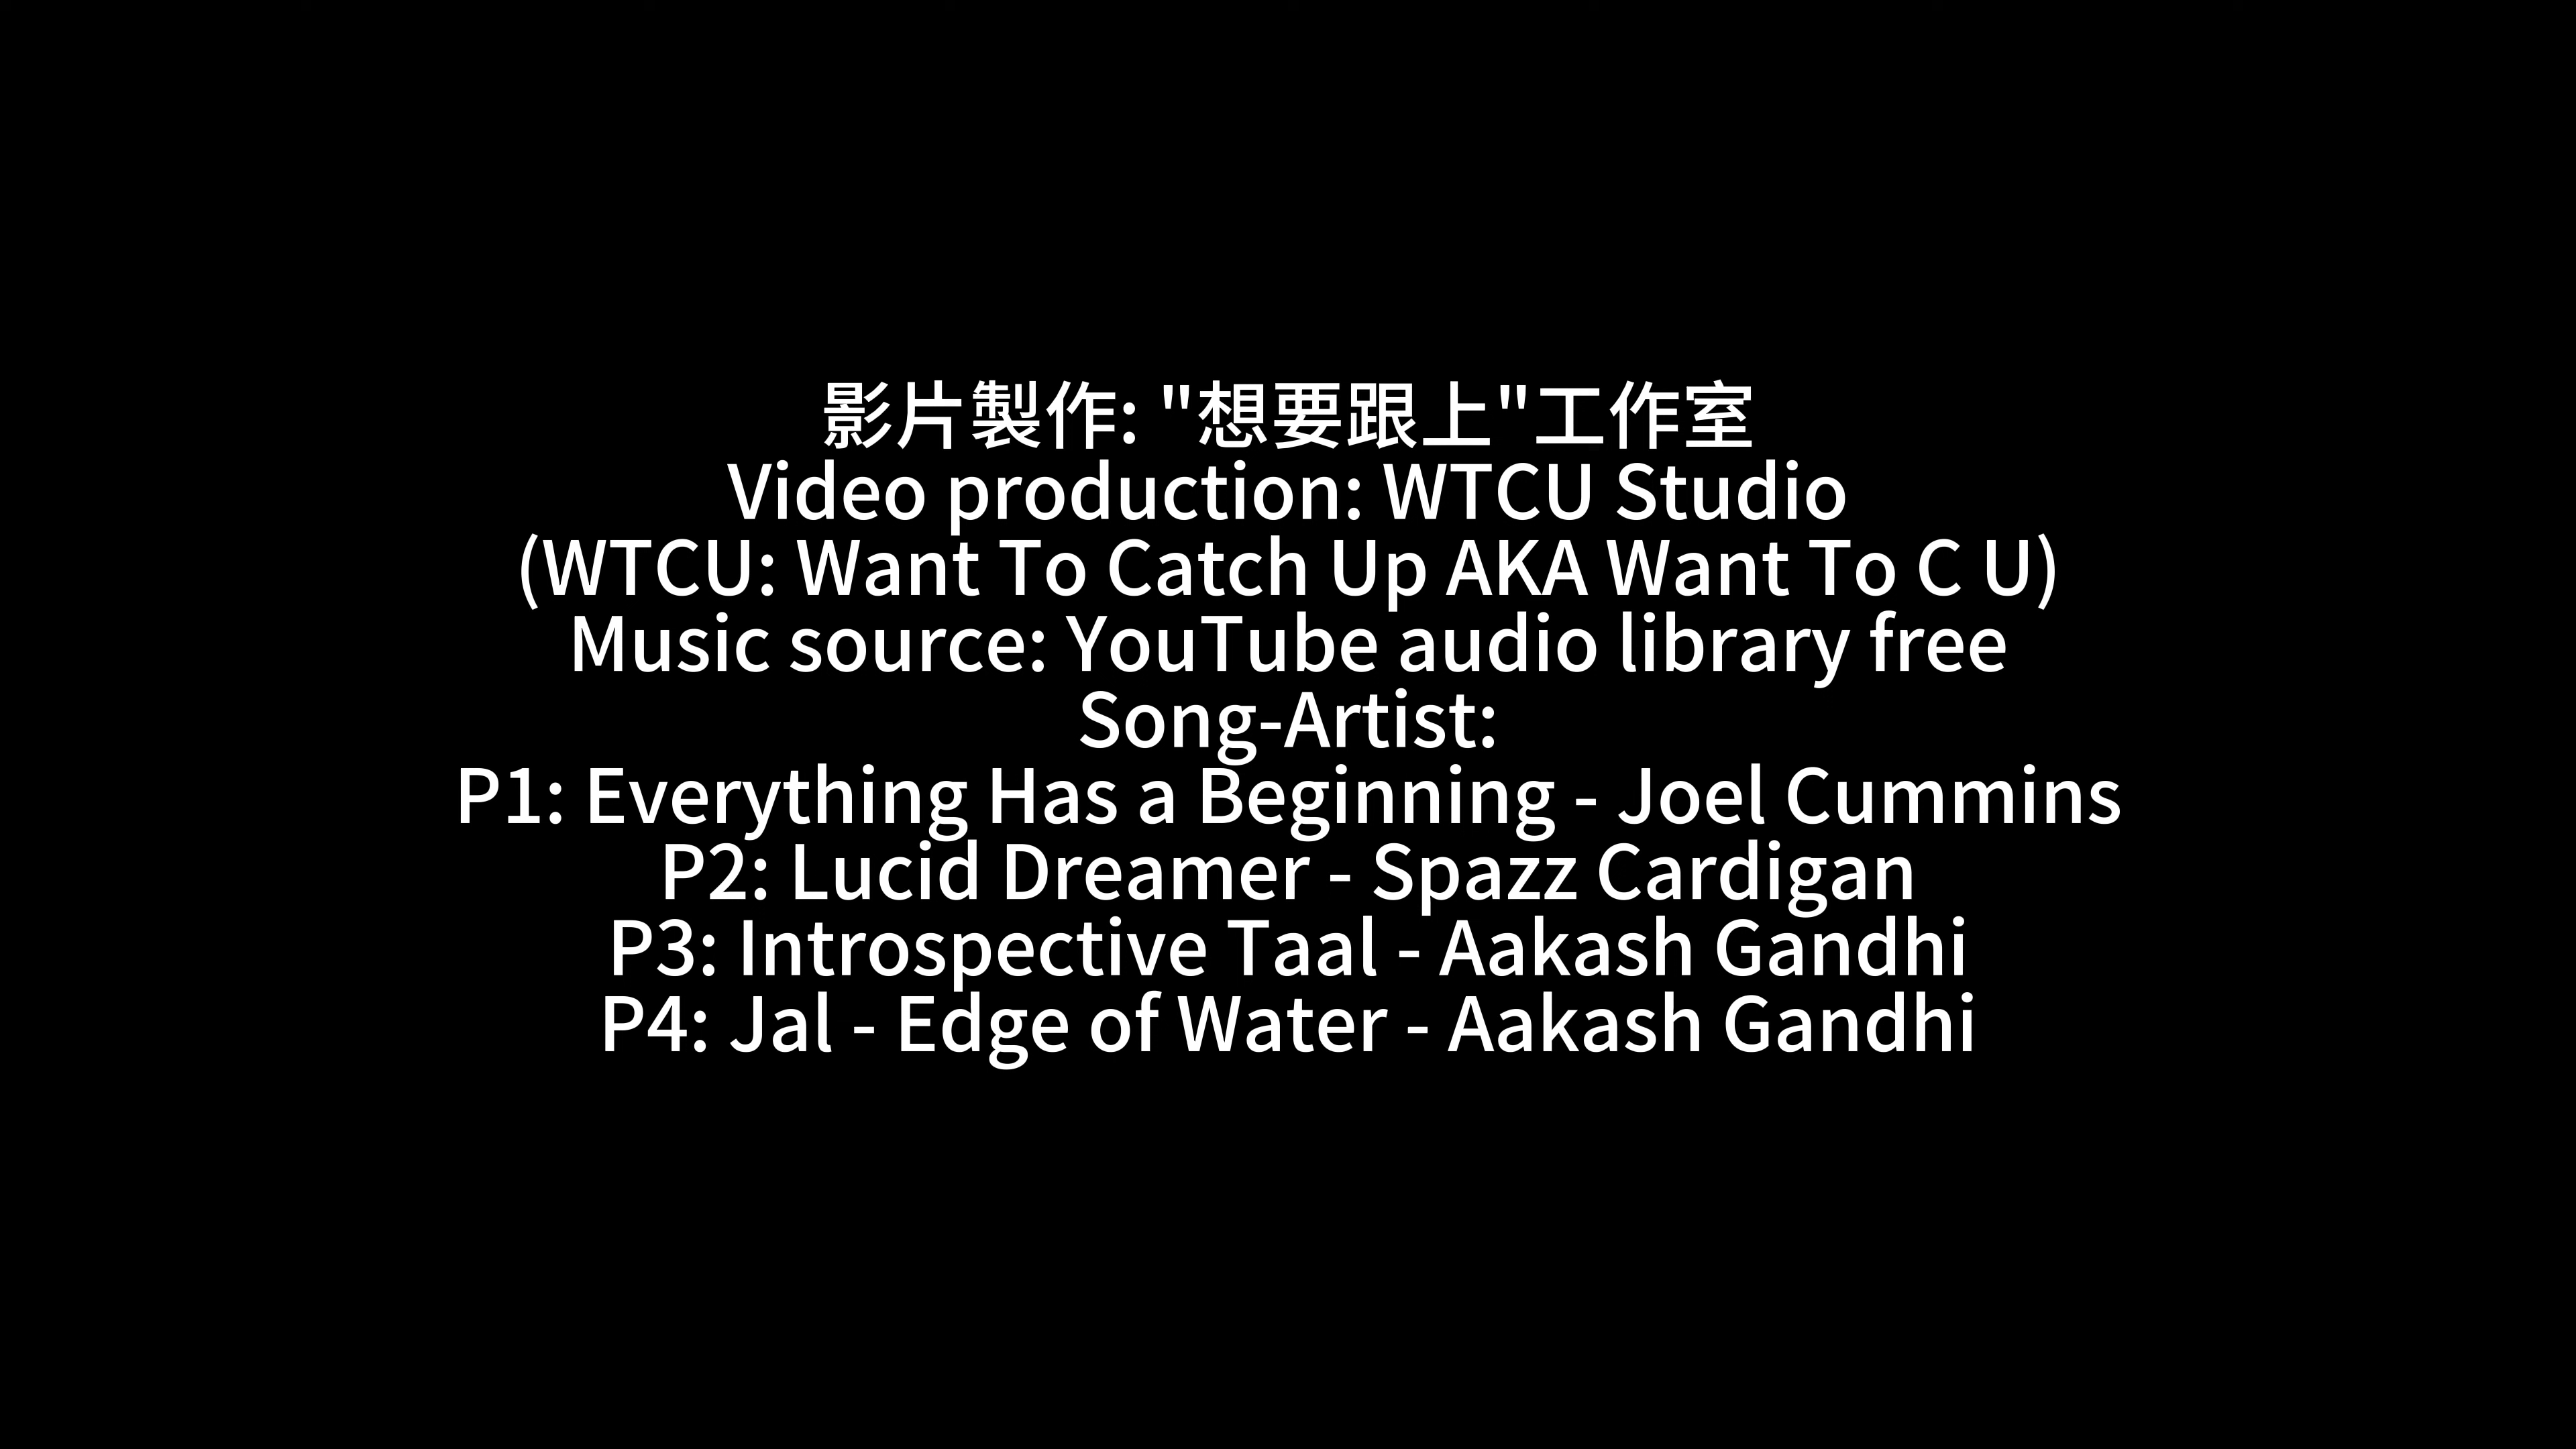 影片製作: "想要跟上"工作室
Video production: WTCU Studio
(WTCU: Want To Catch Up AKA Want To C U)
Music source: YouTube audio library free
Song-Artist:
P1: Everything Has a Beginning - Joel Cummins
P2: Lucid Dreamer - Spazz Cardigan
P3: Introspective Taal - Aakash Gandhi
P4: Jal - Edge of Water - Aakash Gandhi